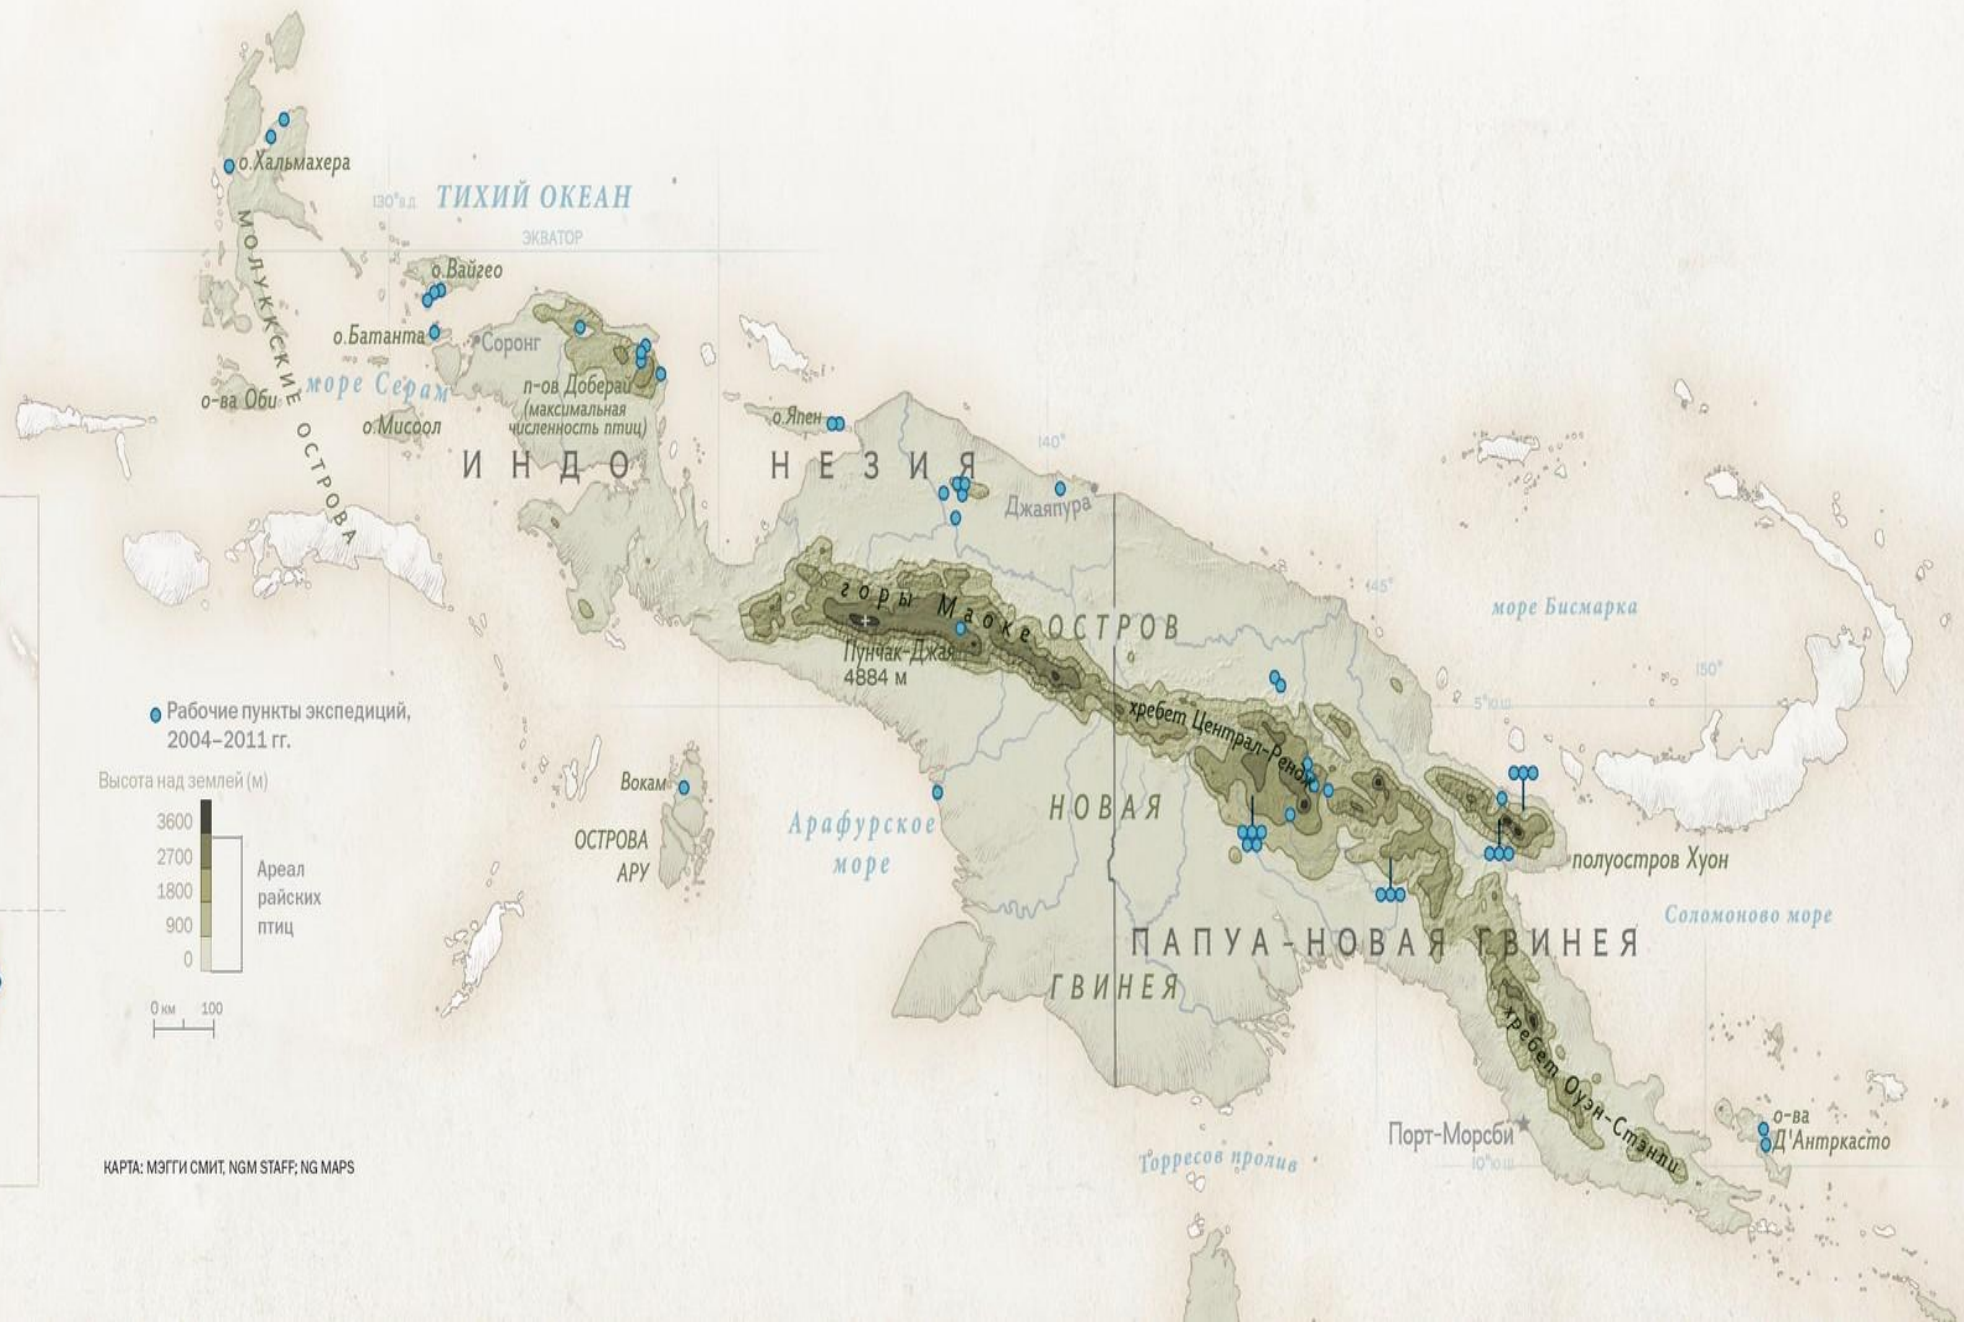 о.Хальмахера
130°в.д.
ТИХИЙ ОКЕАН
ЭКВАТОР
МОЛУККСКИЕ ОСТРОВА
о.Вайгео
о.Батанта
Соронг
море Серам
о-ва Оби
о.Мисоол
п-ов Доберай
(максимальная
численность птиц)
о.Япен
ИНДОНЕЗИЯ
140°
Джаяпура
горы Маоке
Пунчак-Джая
4884 м
ОСТРОВ
НОВАЯ
ГВИНЕЯ
145°
море Бисмарка
150°
5°ю.ш.
хребет Централ-Рендж
Рабочие пункты экспедиций,
2004–2011 гг.
Высота над землей (м)
3600
2700
1800
900
0
Ареал
райских
птиц
0 км 100
Вокам
ОСТРОВА
АРУ
Арафурское
море
полуостров Хуон
Соломоново море
ПАПУА-НОВАЯ ГВИНЕЯ
хребет Оуэн-Стэнли
Порт-Морсби
10°ю.ш.
о-ва
Д'Антркасто
Торресов пролив
КАРТА: МЭГГИ СМИТ, NGM STAFF; NG MAPS